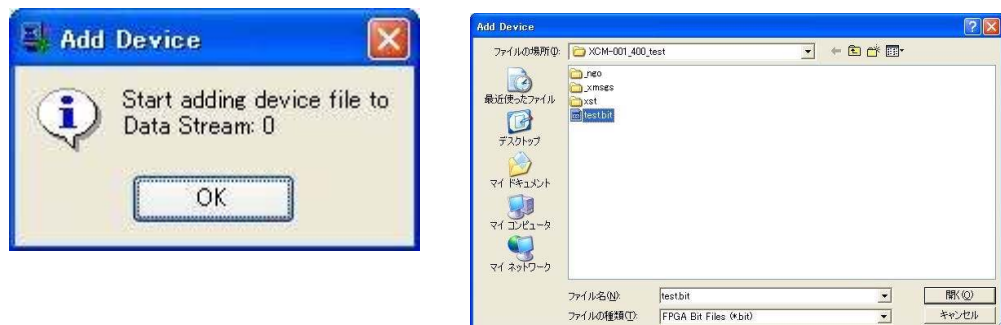 Add Device
Start adding device file to
Data Stream: 0
OK
Add Device
ファイルの場所(I):
XCM-001_400_test
_ngo
_xmsgs
xst
test.bit
最近使ったファイル
デスクトップ
マイ ドキュメント
マイ コンピュータ
マイ ネットワーク
ファイル名(N):
test.bit
開く(O)
ファイルの種類(T):
FPGA Bit Files (*.bit)
キャンセル